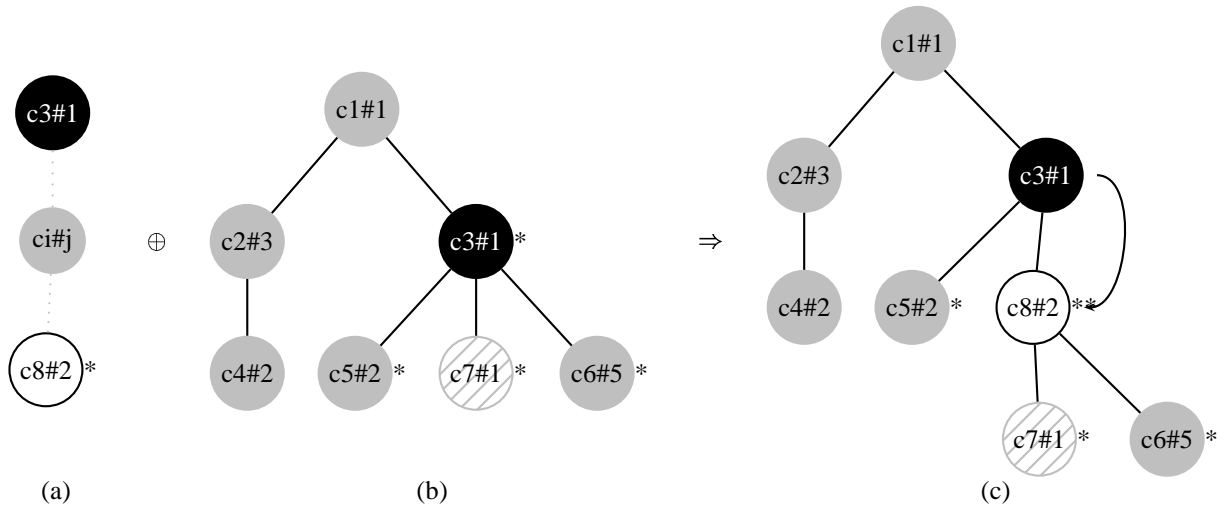 c3#1
ci#j
c8#2 *
(a)
⊕
c1#1
c2#3
c3#1 *
c4#2
c5#2 *
c7#1 *
c6#5 *
(b)
⇒
c1#1
c2#3
c3#1
c4#2
c5#2 *
c8#2 **
c7#1 *
c6#5 *
(c)